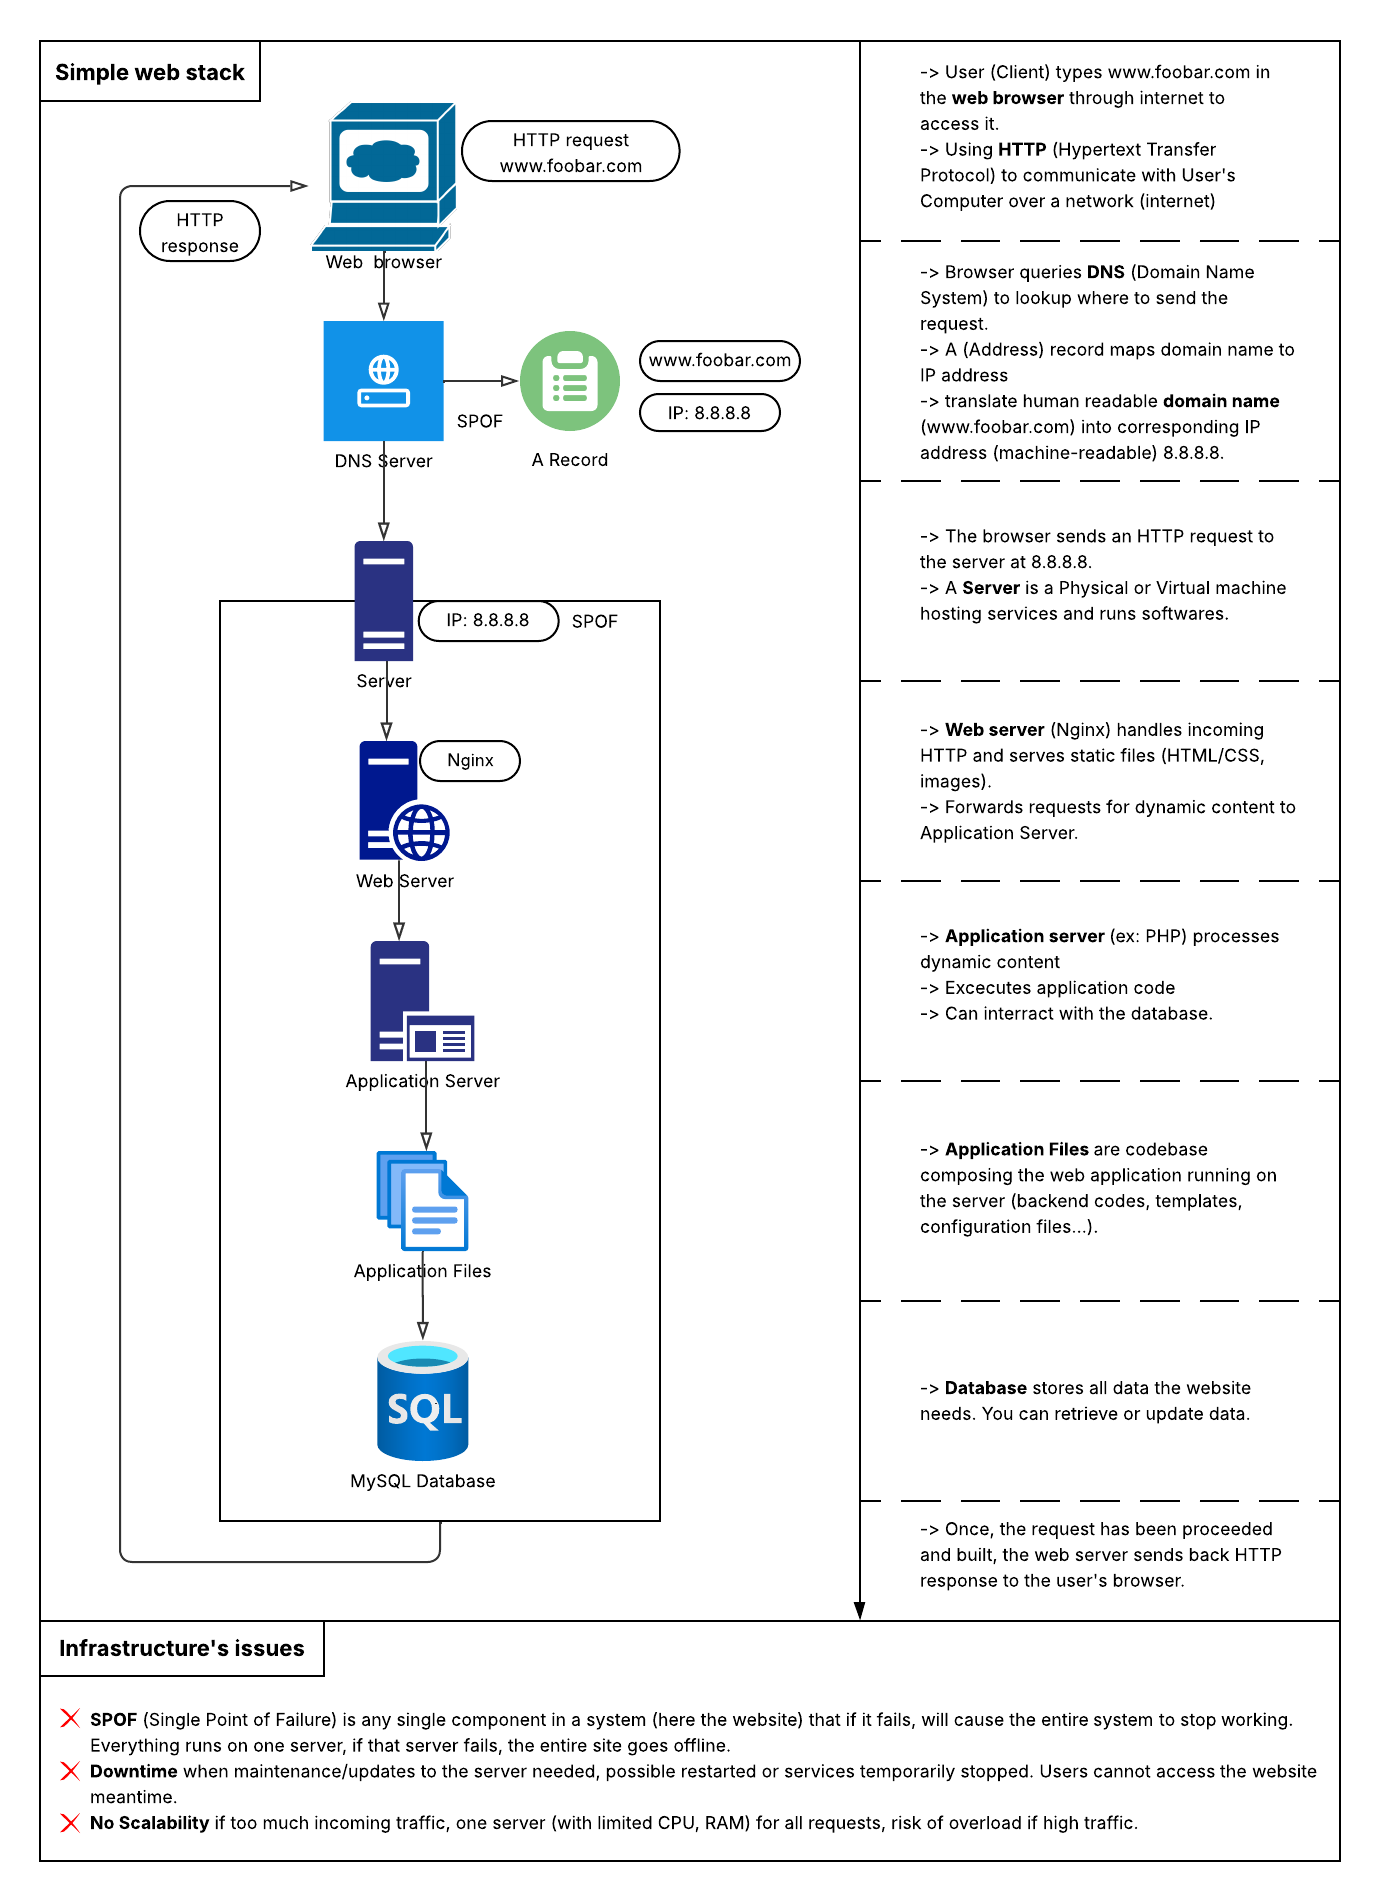 Simple web stack
HTTP request
www.foobar.com
HTTP
response
Web browser
DNS Server
SPOF
A Record
www.foobar.com
IP: 8.8.8.8
Server
IP: 8.8.8.8
SPOF
Nginx
Web Server
Application Server
Application Files
SQL
MySQL Database
-> User (Client) types www.foobar.com in
the web browser through internet to
access it.
-> Using HTTP (Hypertext Transfer
Protocol) to communicate with User's
Computer over a network (internet)
-> Browser queries DNS (Domain Name
System) to lookup where to send the
request.
-> A (Address) record maps domain name to
IP address
-> translate human readable domain name
(www.foobar.com) into corresponding IP
address (machine-readable) 8.8.8.8.
-> The browser sends an HTTP request to
the server at 8.8.8.8.
-> A Server is a Physical or Virtual machine
hosting services and runs softwares.
-> Web server (Nginx) handles incoming
HTTP and serves static files (HTML/CSS,
images).
-> Forwards requests for dynamic content to
Application Server.
-> Application server (ex: PHP) processes
dynamic content
-> Excecutes application code
-> Can interract with the database.
-> Application Files are codebase
composing the web application running on
the server (backend codes, templates,
configuration files...).
-> Database stores all data the website
needs. You can retrieve or update data.
-> Once, the request has been proceeded
and built, the web server sends back HTTP
response to the user's browser.
Infrastructure's issues
SPOF (Single Point of Failure) is any single component in a system (here the website) that if it fails, will cause the entire system to stop working.
Everything runs on one server, if that server fails, the entire site goes offline.
Downtime when maintenance/updates to the server needed, possible restarted or services temporarily stopped. Users cannot access the website
meantime.
No Scalability if too much incoming traffic, one server (with limited CPU, RAM) for all requests, risk of overload if high traffic.